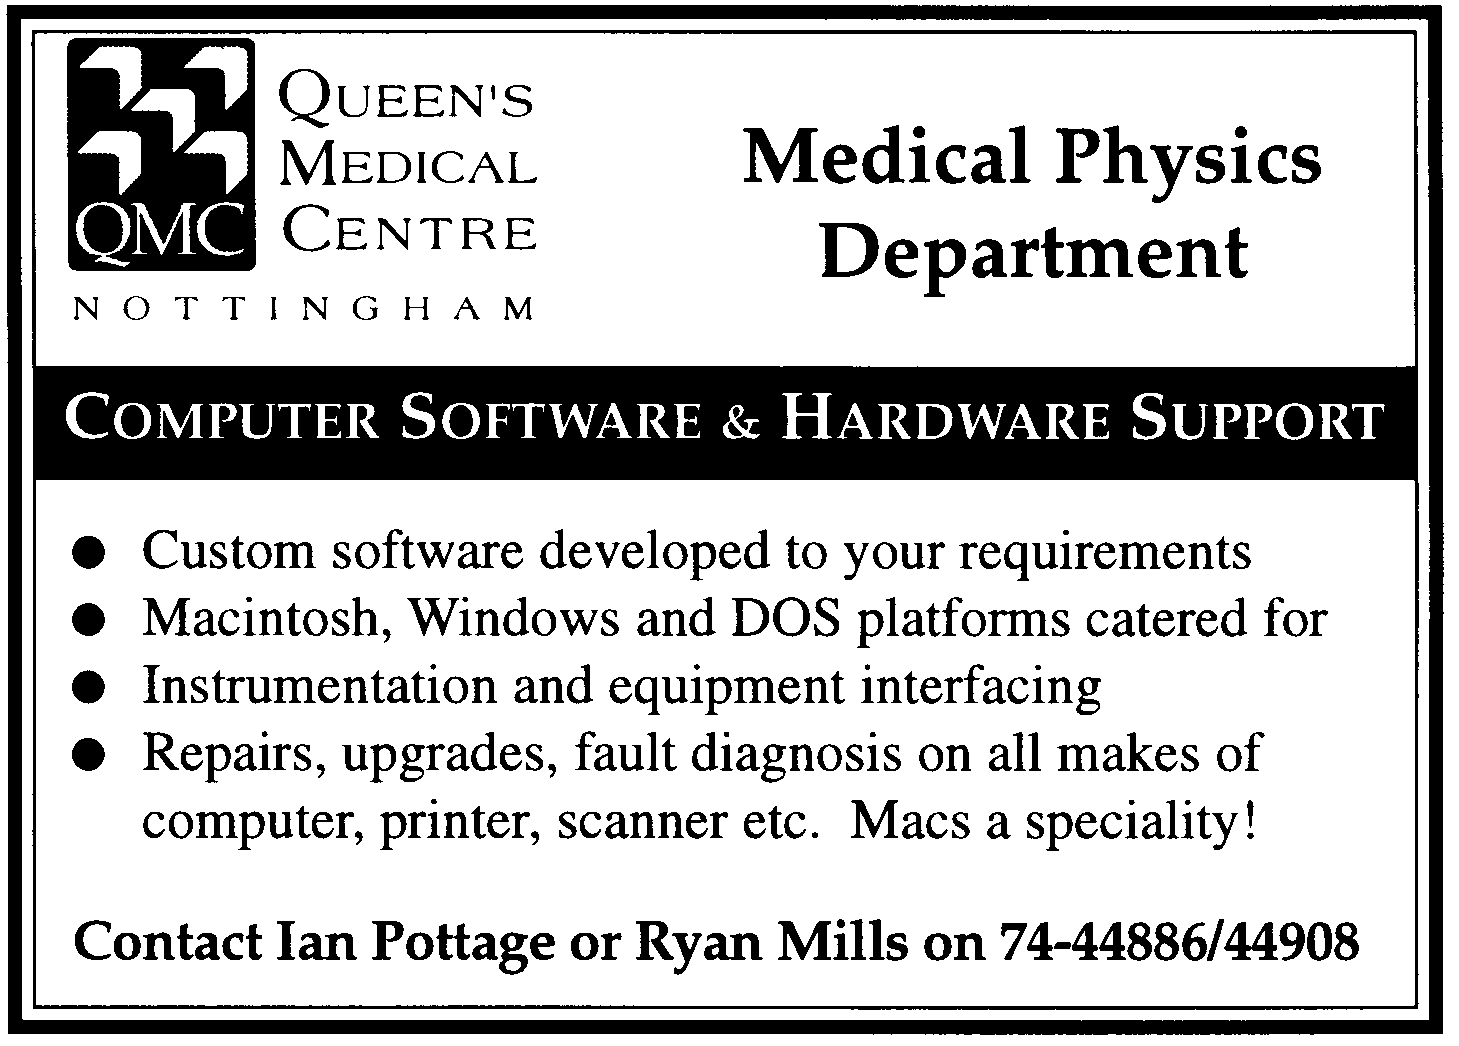 QMC
QUEEN'S
MEDICAL
CENTRE
NOTTINGHAM
Medical Physics
Department
COMPUTER SOFTWARE & HARDWARE SUPPORT
● Custom software developed to your requirements
● Macintosh, Windows and DOS platforms catered for
● Instrumentation and equipment interfacing
● Repairs, upgrades, fault diagnosis on all makes of
computer, printer, scanner etc. Macs a speciality!
Contact Ian Pottage or Ryan Mills on 74-44886/44908